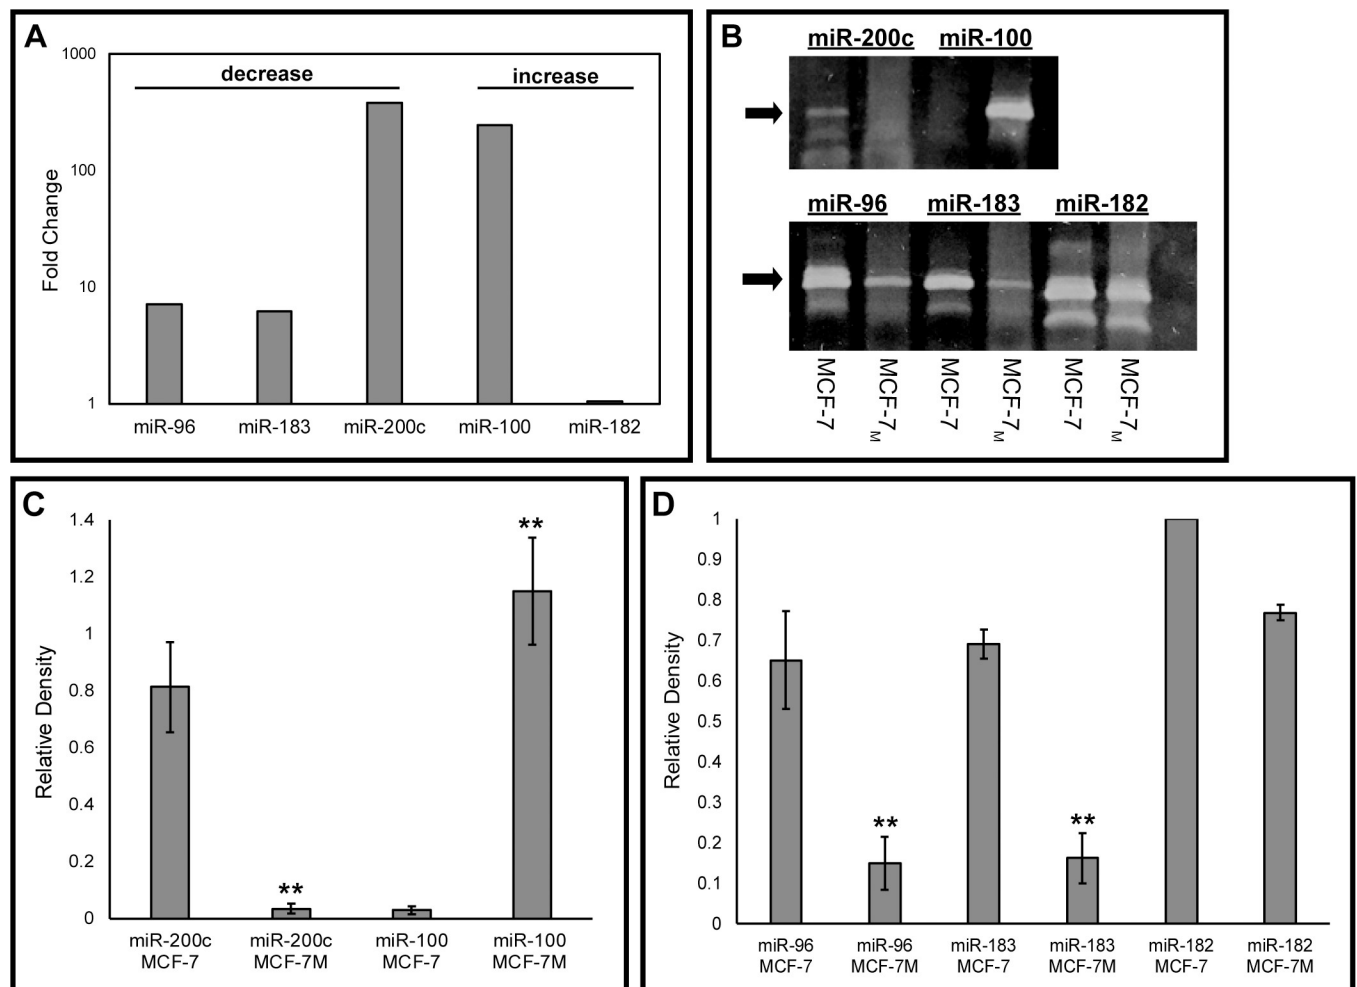 A
1000
100
10
1
Fold Change
decrease
increase
miR-96 miR-183 miR-200c miR-100 miR-182
B
miR-200c miR-100
miR-96 miR-183 miR-182
MCF-7 MCF-7M MCF-7 MCF-7M MCF-7 MCF-7M
C
1.4
1.2
1
0.8
0.6
0.4
0.2
0
Relative Density
**
**
miR-200c miR-200c miR-100 miR-100
MCF-7 MCF-7M MCF-7 MCF-7M
D
1
0.9
0.8
0.7
0.6
0.5
0.4
0.3
0.2
0.1
0
Relative Density
**
**
miR-96 miR-96 miR-183 miR-183 miR-182 miR-182
MCF-7 MCF-7M MCF-7 MCF-7M MCF-7 MCF-7M